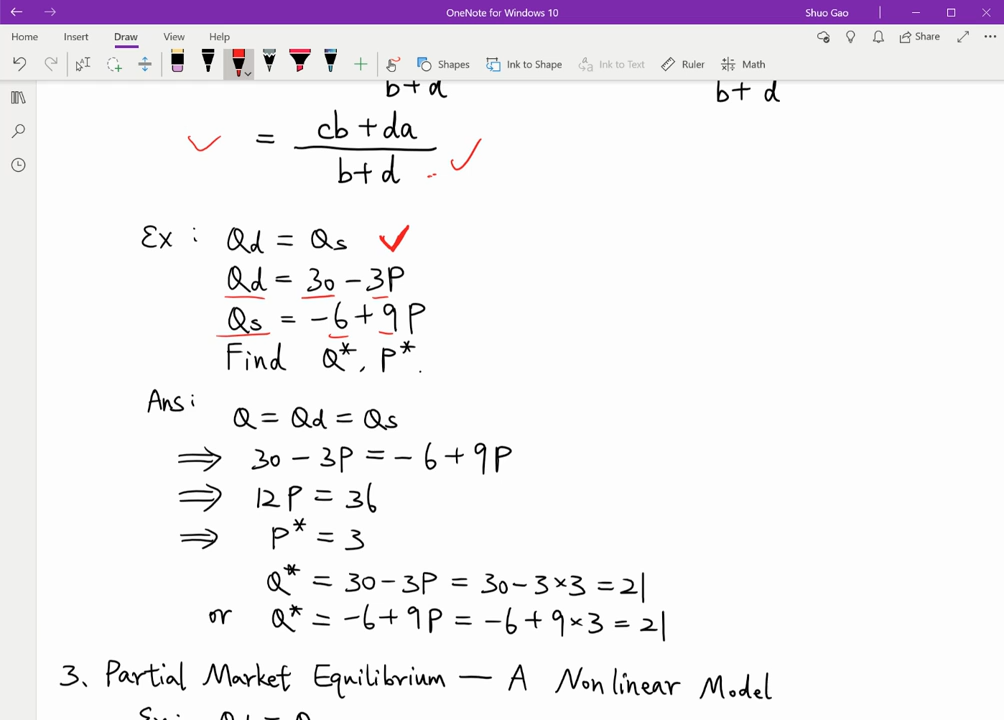 OneNote for Windows 10
Shuo Gao
Home Insert Draw View Help
Share
Shapes
Ink to Shape
Ink to Text
Ruler
Math
b+d
b+d
= cb+da
b+d
Ex : Qd = Qs
Qd = 30 - 3P
Qs = -6 + 9P
Find Q*, P*.
Ans:
Q = Qd = Qs
⇒ 30 - 3P = - 6 + 9P
⇒ 12P = 36
⇒ P* = 3
Q* = 30 - 3P = 30 - 3×3 = 21
or Q* = -6 + 9P = -6 + 9×3 = 21
3、Partial Market Equilibrium — A Nonlinear Model